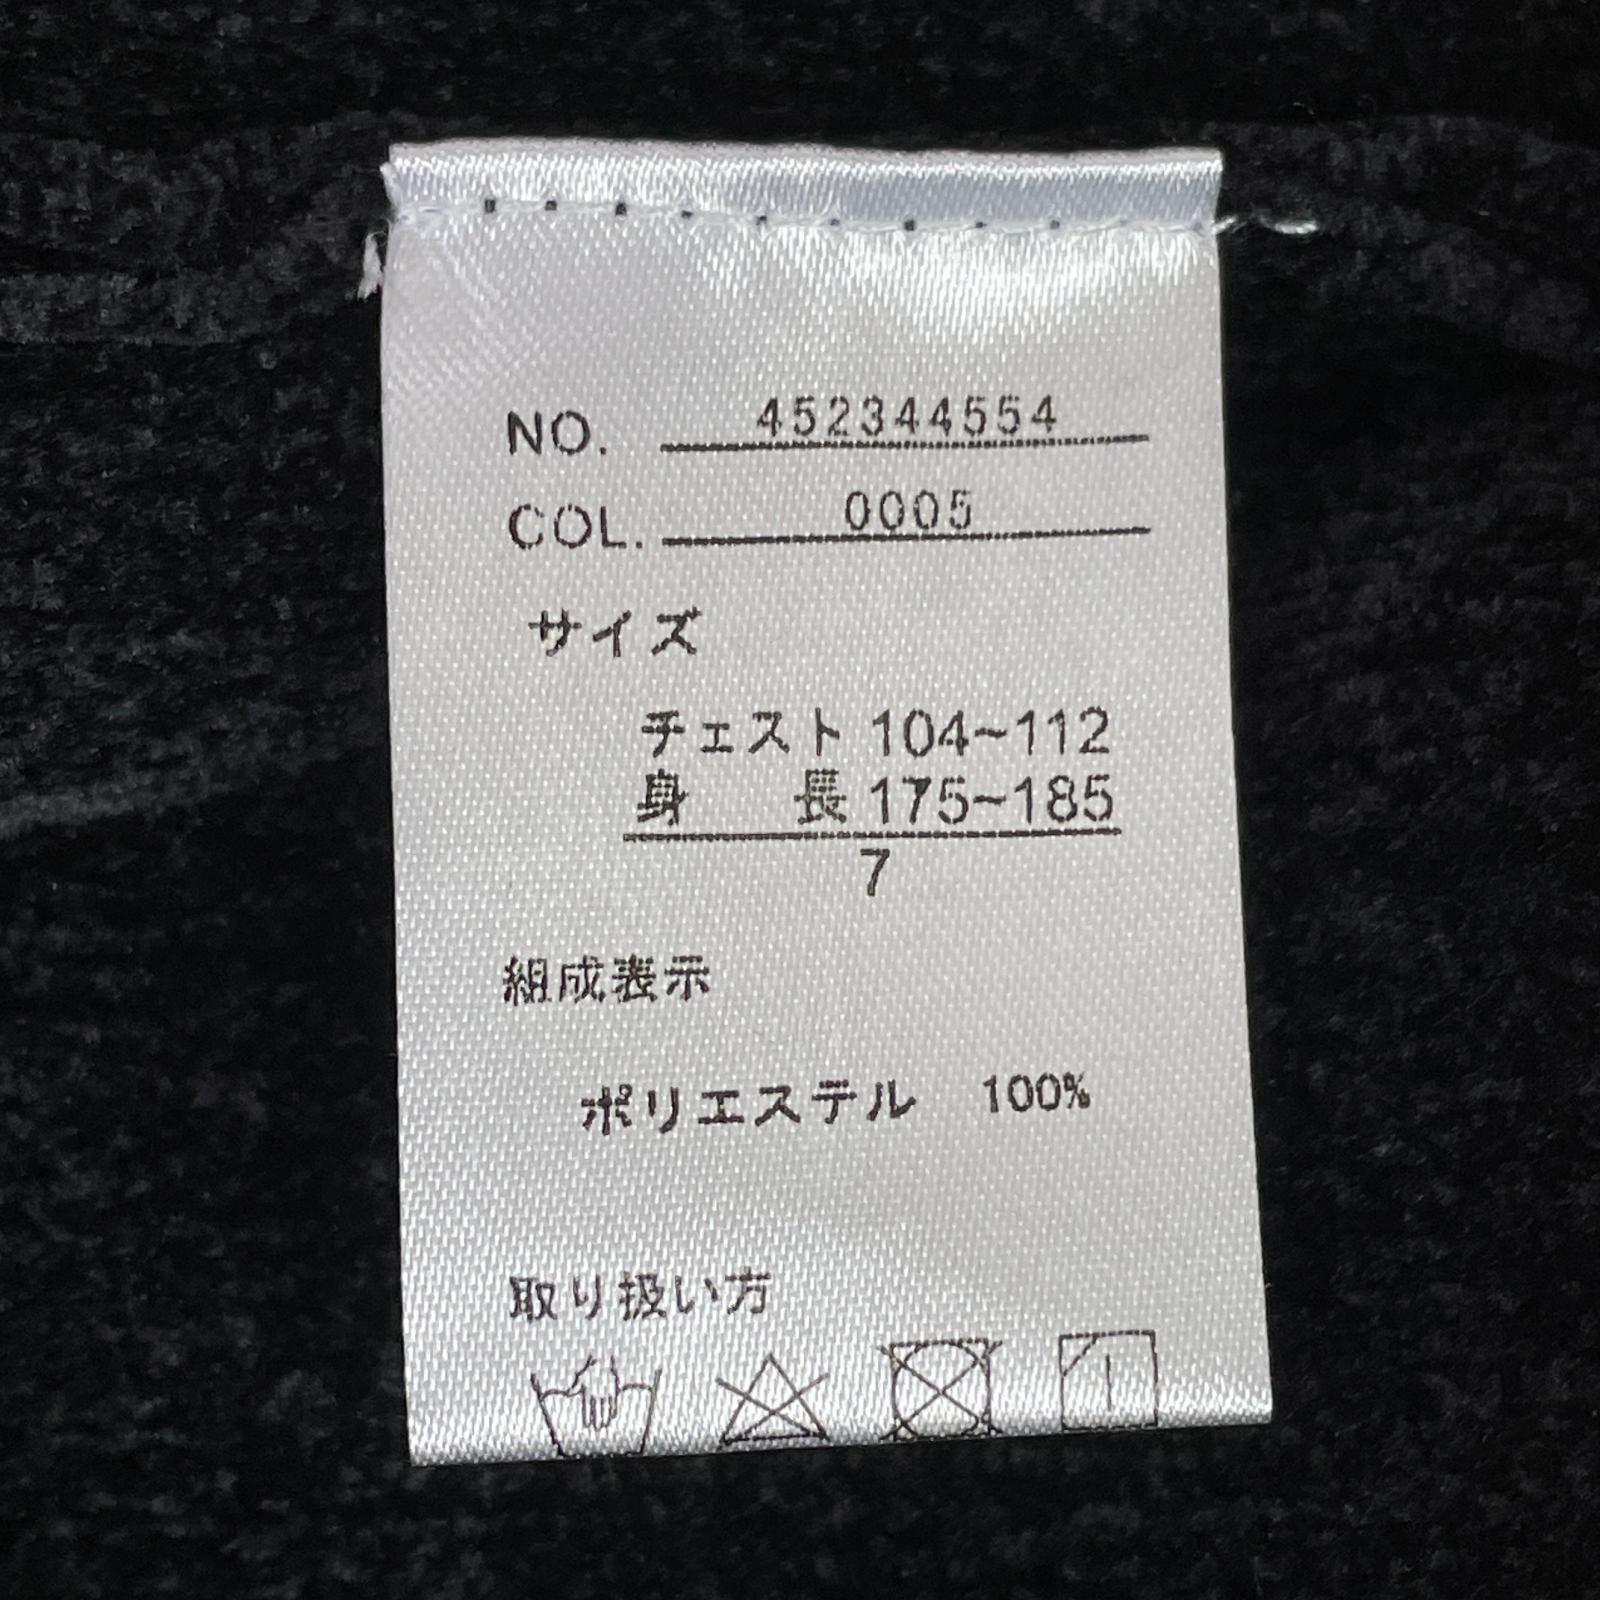 NO. 452344554
COL. 0005
サイズ
チェスト 104~112
身長 175~185
7
組成表示
ポリエステル 100%
取り扱い方